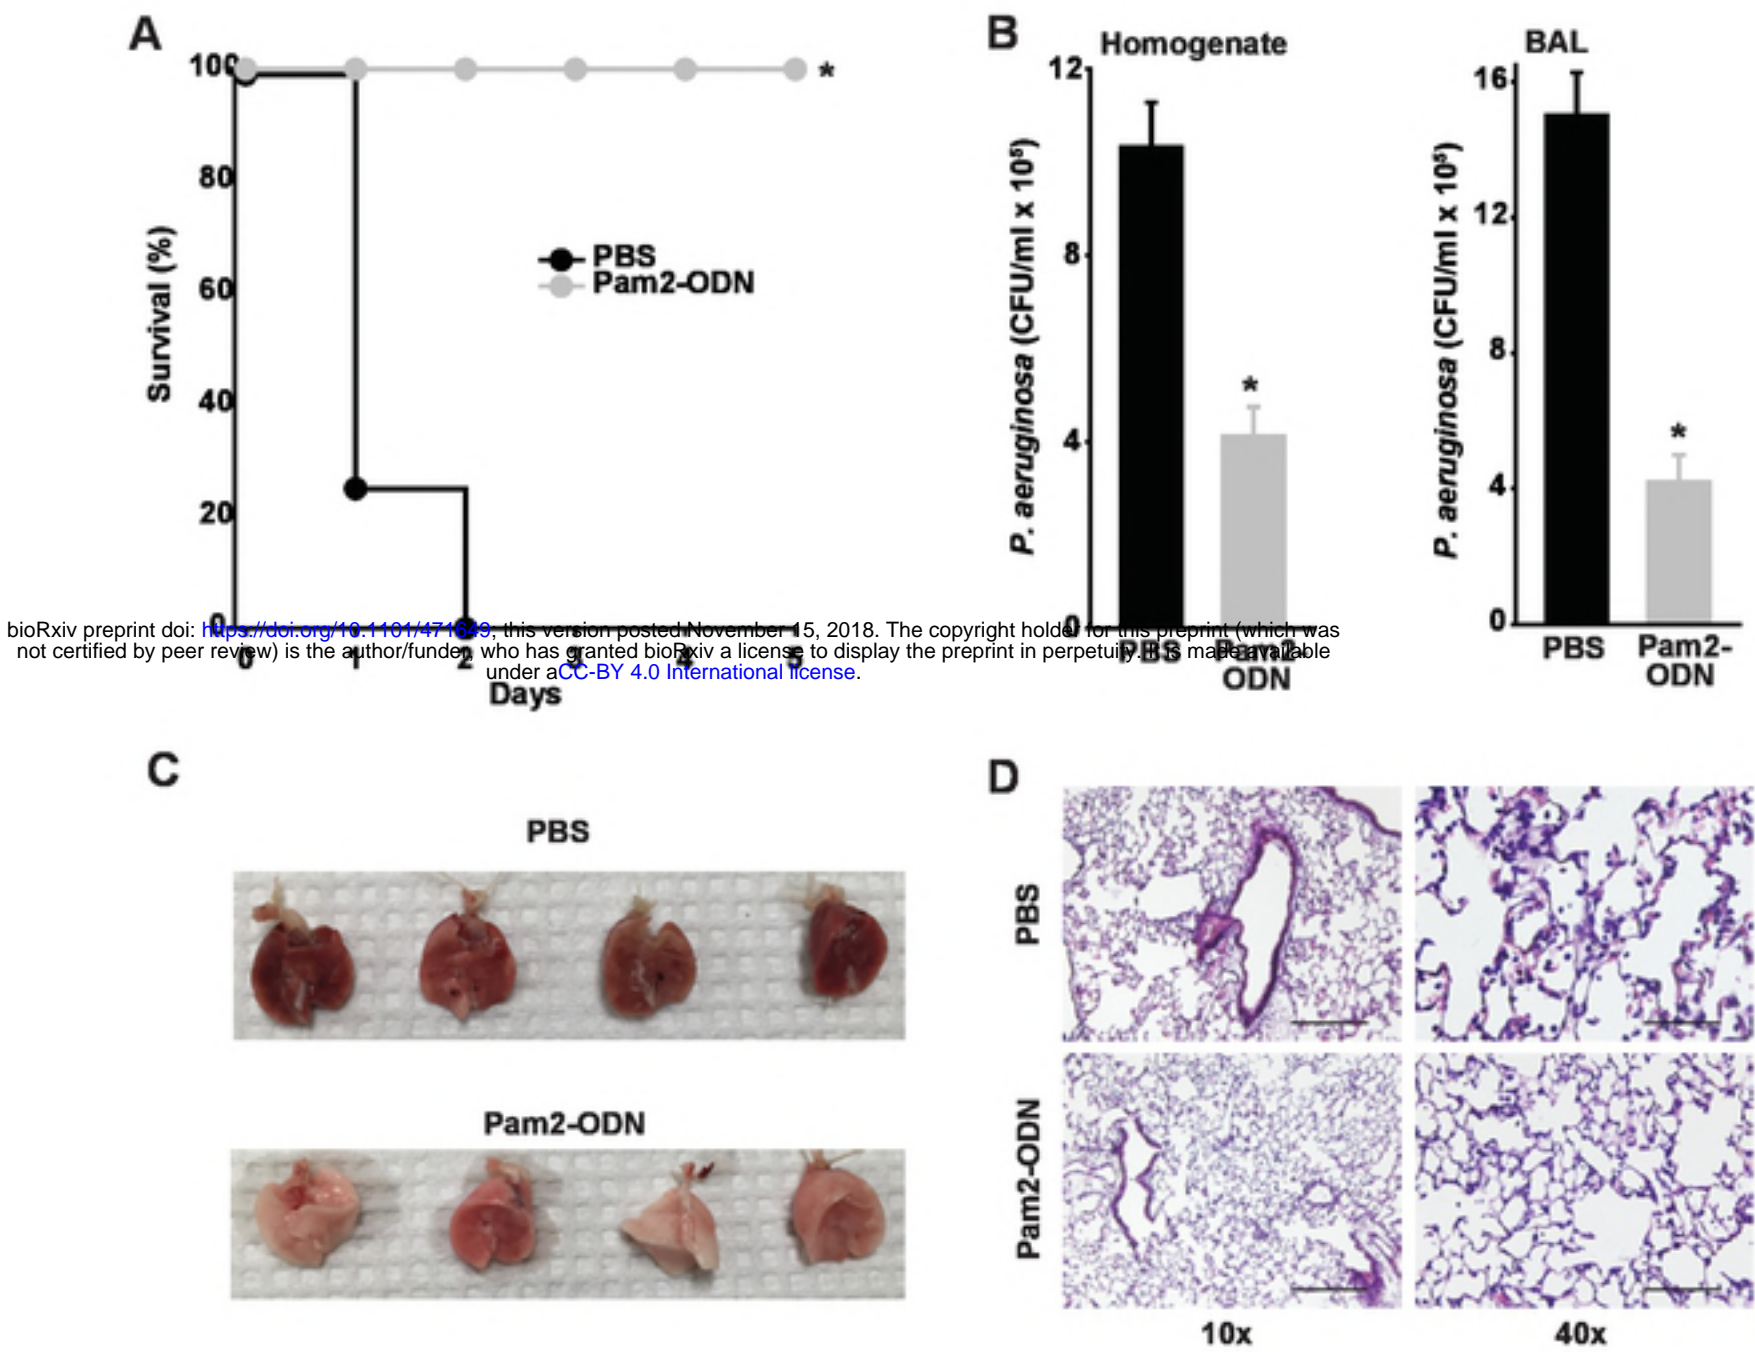 A
100
80
60
40
20
0
Survival (%)
*
PBS
Pam2-ODN
0 1 2 3 4 5
Days
B
Homogenate
12
8
4
0
P. aeruginosa (CFU/ml x 10⁵)
*
PBS Pam2-
ODN
BAL
16
12
8
4
0
P. aeruginosa (CFU/ml x 10⁵)
*
PBS Pam2-
ODN
bioRxiv preprint doi: https://doi.org/10.1101/471649; this version posted November 15, 2018. The copyright holder for this preprint (which was
not certified by peer review) is the author/funder, who has granted bioRxiv a license to display the preprint in perpetuity. It is made available
under aCC-BY 4.0 International license.
C
PBS
Pam2-ODN
D
PBS
Pam2-ODN
10x 40x